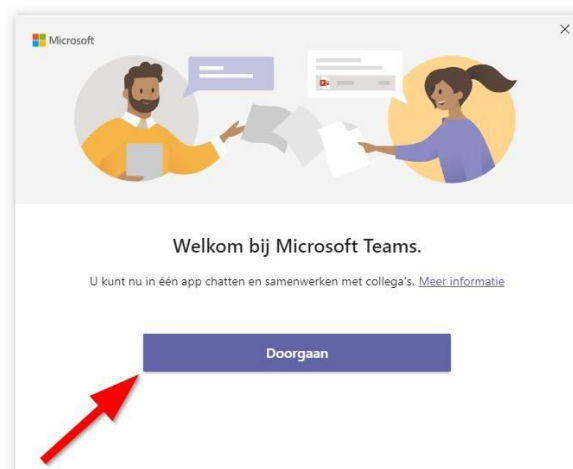 Microsoft
Welkom bij Microsoft Teams.
U kunt nu in één app chatten en samenwerken met collega's. Meer informatie
Doorgaan